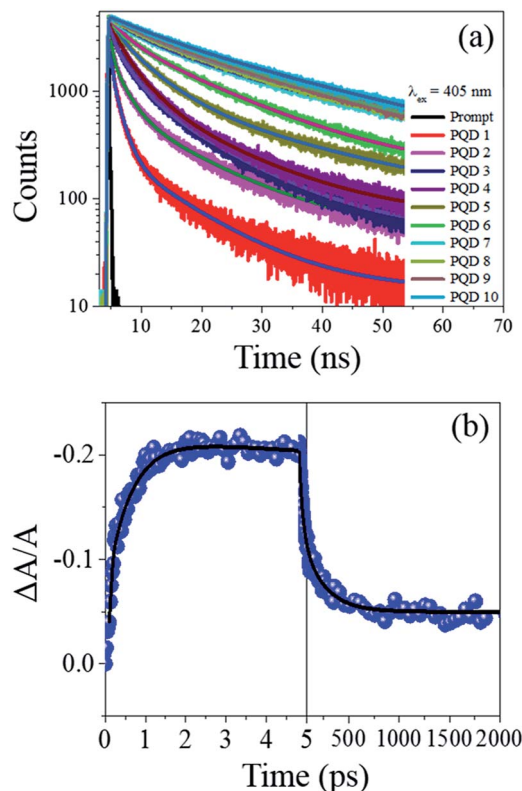 (a)
λex = 405 nm
Prompt
PQD 1
PQD 2
PQD 3
PQD 4
PQD 5
PQD 6
PQD 7
PQD 8
PQD 9
PQD 10
1000
100
10
Counts
10 20 30 40 50 60
Time (ns)
(b)
-0.2
-0.1
0.0
ΔA/A
0 1 2 3 4 5 500 1000 1500 2000
Time (ps)